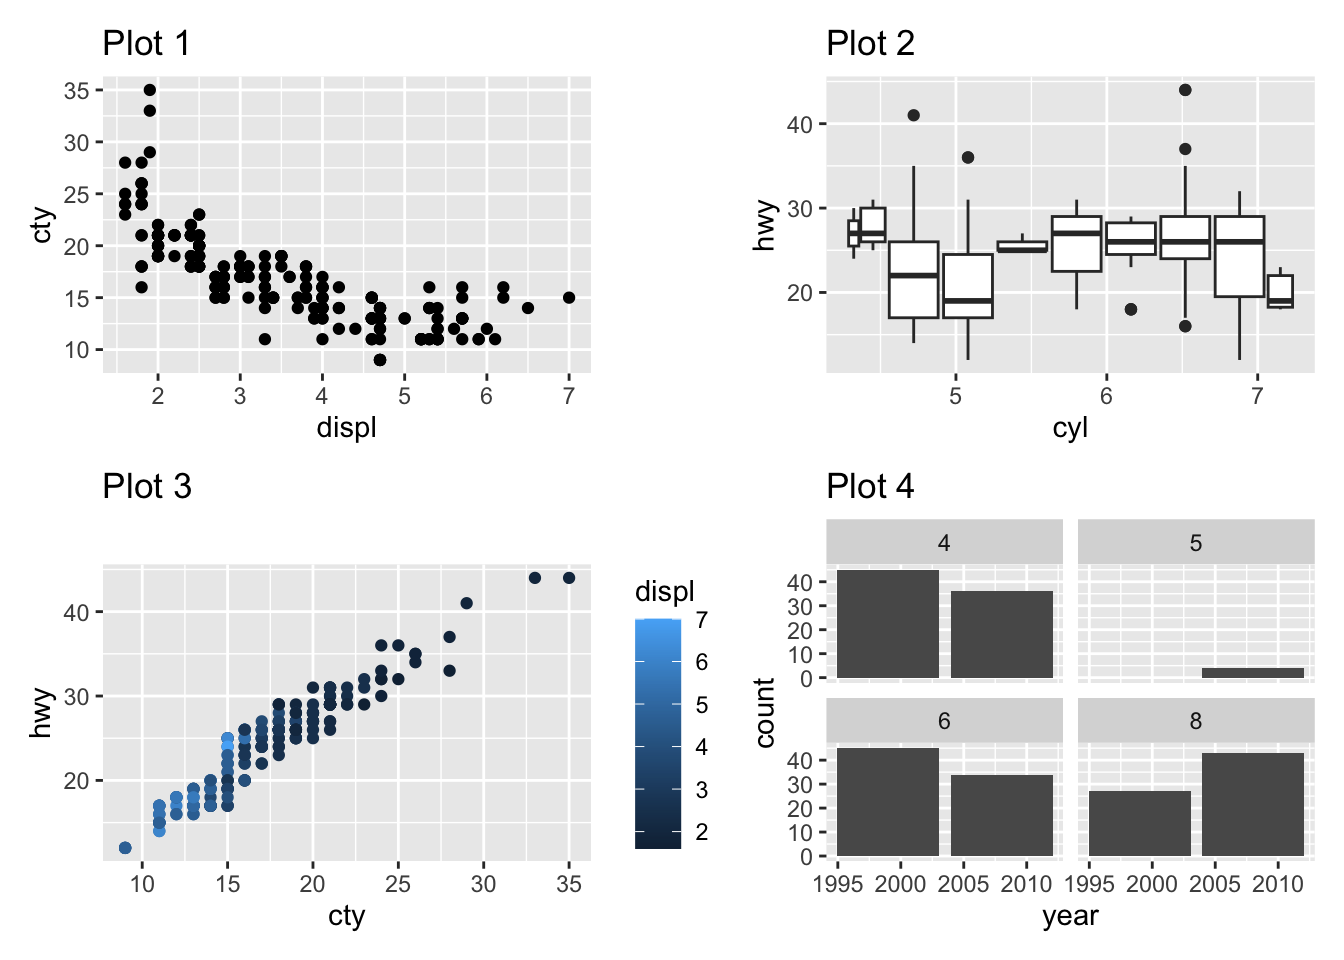 Plot 1
35
30
25
20
15
10
cty
2 3 4 5 6 7
displ
Plot 2
40
30
20
hwy
5 6 7
cyl
Plot 3
40
30
20
hwy
10 15 20 25 30 35
cty
displ
7
6
5
4
3
2
Plot 4
4 5
40
30
20
10
0
6 8
40
30
20
10
0
count
1995 2000 2005 2010 1995 2000 2005 2010
year